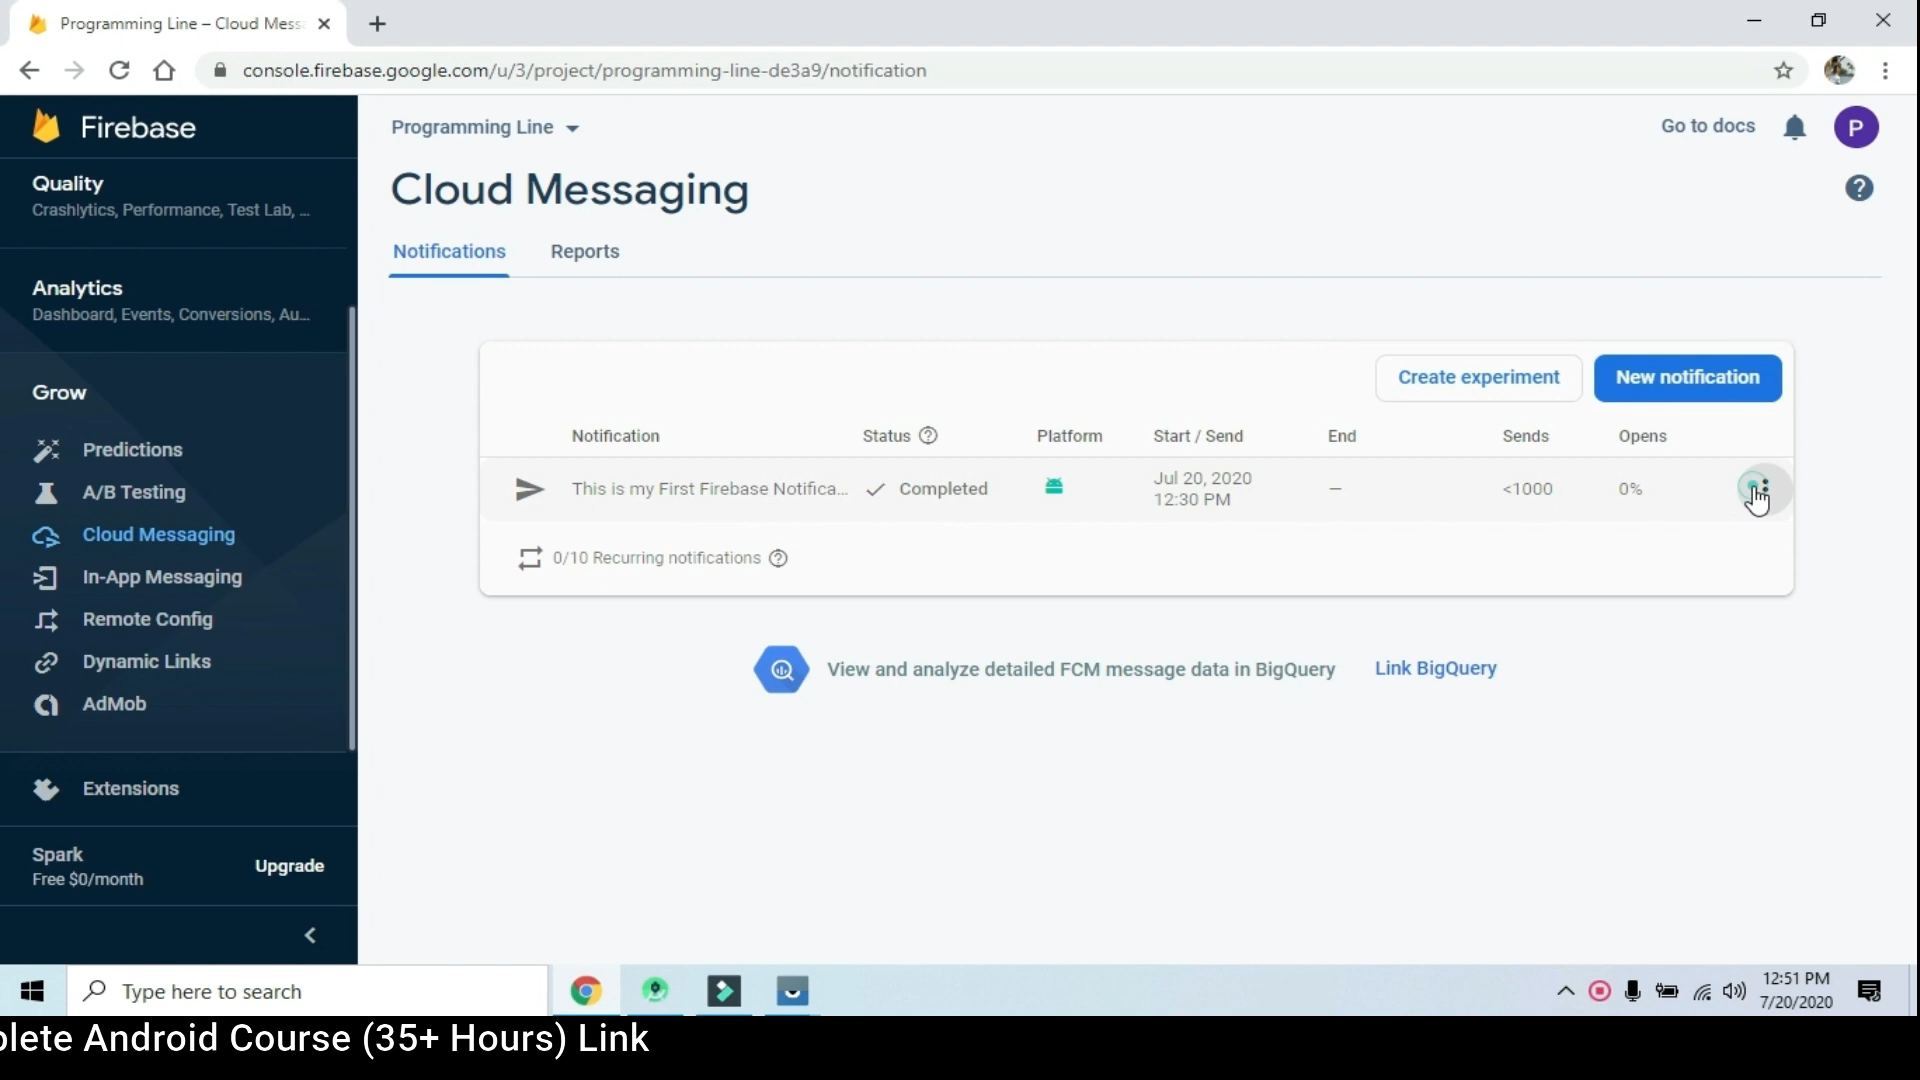 Programming Line – Cloud Mess
console.firebase.google.com/u/3/project/programming-line-de3a9/notification
Firebase
Quality
Crashlytics, Performance, Test Lab, ...
Analytics
Dashboard, Events, Conversions, Au...
Grow
Predictions
A/B Testing
Cloud Messaging
In-App Messaging
Remote Config
Dynamic Links
AdMob
Extensions
Spark
Free $0/month
Upgrade
Programming Line
Go to docs
P
Cloud Messaging
Notifications Reports
Create experiment New notification
Notification Status Platform Start / Send End Sends Opens
This is my First Firebase Notifica... Completed Jul 20, 2020 12:30 PM – <1000 0%
0/10 Recurring notifications
View and analyze detailed FCM message data in BigQuery Link BigQuery
Type here to search
12:51 PM
7/20/2020
plete Android Course (35+ Hours) Link